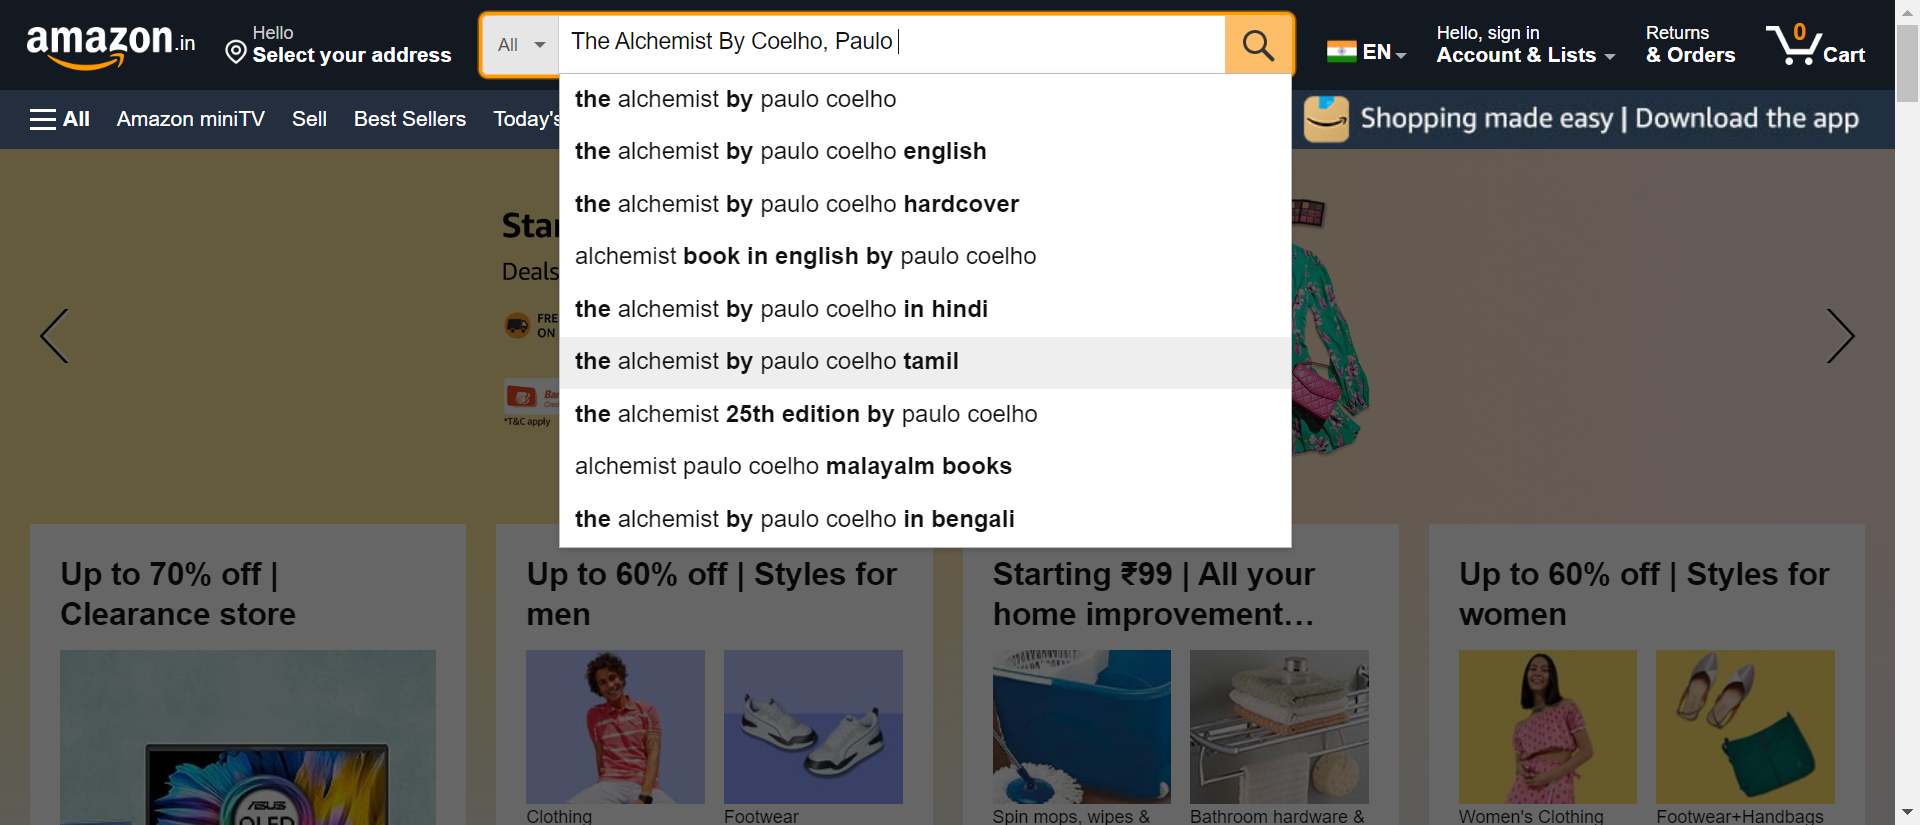 amazon.in
Hello
Select your address
All
The Alchemist By Coelho, Paulo
EN
Hello, sign in
Account & Lists
Returns
& Orders
0
Cart
All
Amazon miniTV
Sell
Best Sellers
Today's
Shopping made easy | Download the app
the alchemist by paulo coelho
the alchemist by paulo coelho english
the alchemist by paulo coelho hardcover
alchemist book in english by paulo coelho
the alchemist by paulo coelho in hindi
the alchemist by paulo coelho tamil
the alchemist 25th edition by paulo coelho
alchemist paulo coelho malayalm books
the alchemist by paulo coelho in bengali
Deals
FRE
ON
*T&C apply
Up to 70% off |
Clearance store
Up to 60% off | Styles for
men
Starting ₹99 | All your
home improvement…
Up to 60% off | Styles for
women
ASUS
OLED
Clothing
Footwear
Spin mops, wipes &
Bathroom hardware &
Women's Clothing
Footwear+Handbags